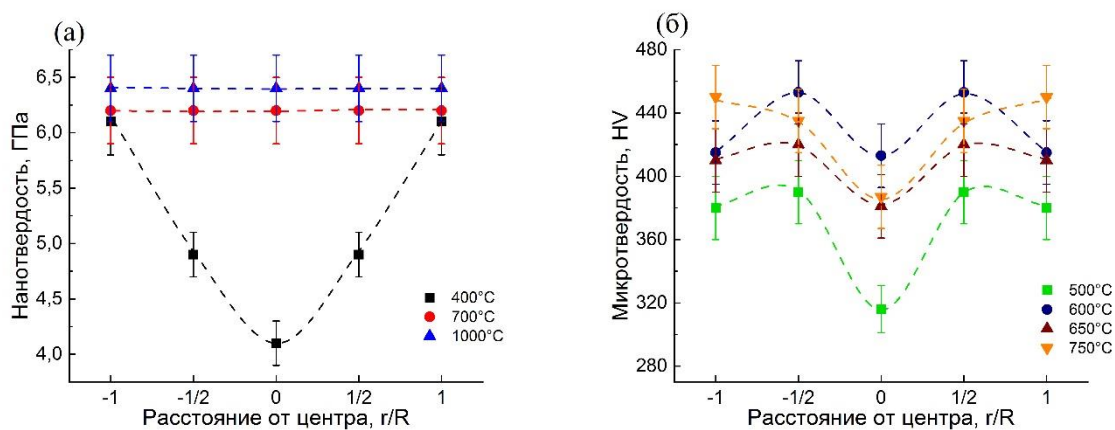 (а)
Нанотвердость, ГПа
6,5
6,0
5,5
5,0
4,5
4,0
-1
-1/2
0
1/2
1
Расстояние от центра, r/R
400°C
700°C
1000°C
(б)
Микротвердость, HV
480
440
400
360
320
280
-1
-1/2
0
1/2
1
Расстояние от центра, r/R
500°C
600°C
650°C
750°C